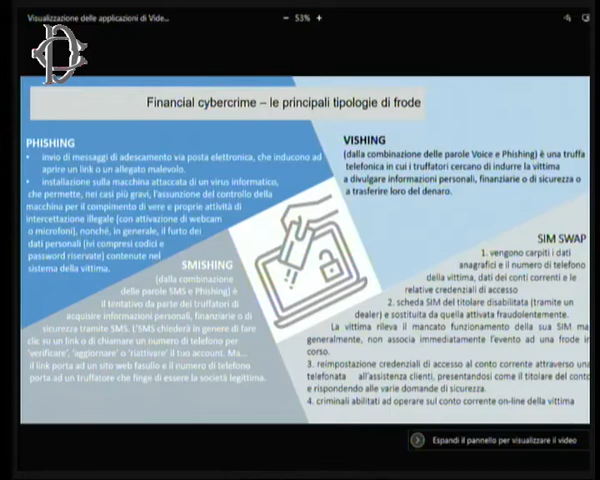 Visualizzazione delle applicazioni di Vide...
− 53% +
Financial cybercrime – le principali tipologie di frode
PHISHING
• invio di messaggi di adescamento via posta elettronica, che inducono ad
aprire un link o un allegato malevolo.
• installazione sulla macchina attaccata di un virus informatico,
che permette, nei casi più gravi, l'assunzione del controllo della
macchina per il compimento di vere e proprie attività di
intercettazione illegale (con attivazione di webcam
o microfoni), nonché, in generale, il furto dei
dati personali (ivi compresi codici e
password riservate) contenute nel
sistema della vittima.
VISHING
(dalla combinazione delle parole Voice e Phishing) è una truffa
telefonica in cui i truffatori cercano di indurre la vittima
a divulgare informazioni personali, finanziarie o di sicurezza o
a trasferire loro del denaro.
SMISHING
(dalla combinazione
delle parole SMS e Phishing) è
il tentativo da parte dei truffatori di
acquisire informazioni personali, finanziarie o di
sicurezza tramite SMS. L'SMS chiederà in genere di fare
clic su un link o di chiamare un numero di telefono per
'verificare', 'aggiornare' o 'riattivare' il tuo account. Ma...
il link porta ad un sito web fasullo e il numero di telefono
porta ad un truffatore che finge di essere la società legittima.
SIM SWAP
1. vengono carpiti i dati
anagrafici e il numero di telefono
della vittima, dati dei conti correnti e le
relative credenziali di accesso
2. scheda SIM del titolare disabilitata (tramite un
dealer) e sostituita da quella attivata fraudolentemente.
La vittima rileva il mancato funzionamento della sua SIM ma
generalmente, non associa immediatamente l'evento ad una frode in
corso.
3. reimpostazione credenziali di accesso al conto corrente attraverso una
telefonata all'assistenza clienti, presentandosi come il titolare del conto
e rispondendo alle varie domande di sicurezza.
4. criminali abilitati ad operare sul conto corrente on-line della vittima
Espandi il pannello per visualizzare il video